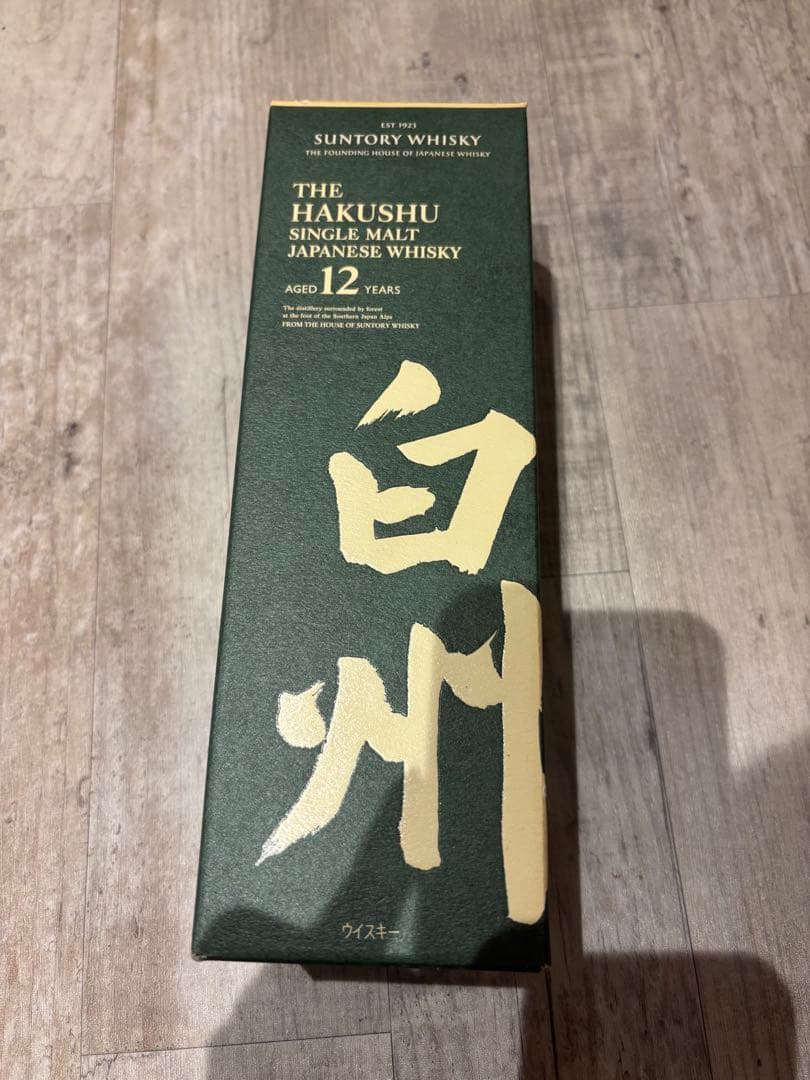 EST 1923
SUNTORY WHISKY
THE FOUNDING HOUSE OF JAPANESE WHISKY
THE
HAKUSHU
SINGLE MALT
JAPANESE WHISKY
AGED 12 YEARS
The distillery surrounded by forest
at the foot of the Southern Japan Alps
FROM THE HOUSE OF SUNTORY WHISKY
白州
ウイスキー